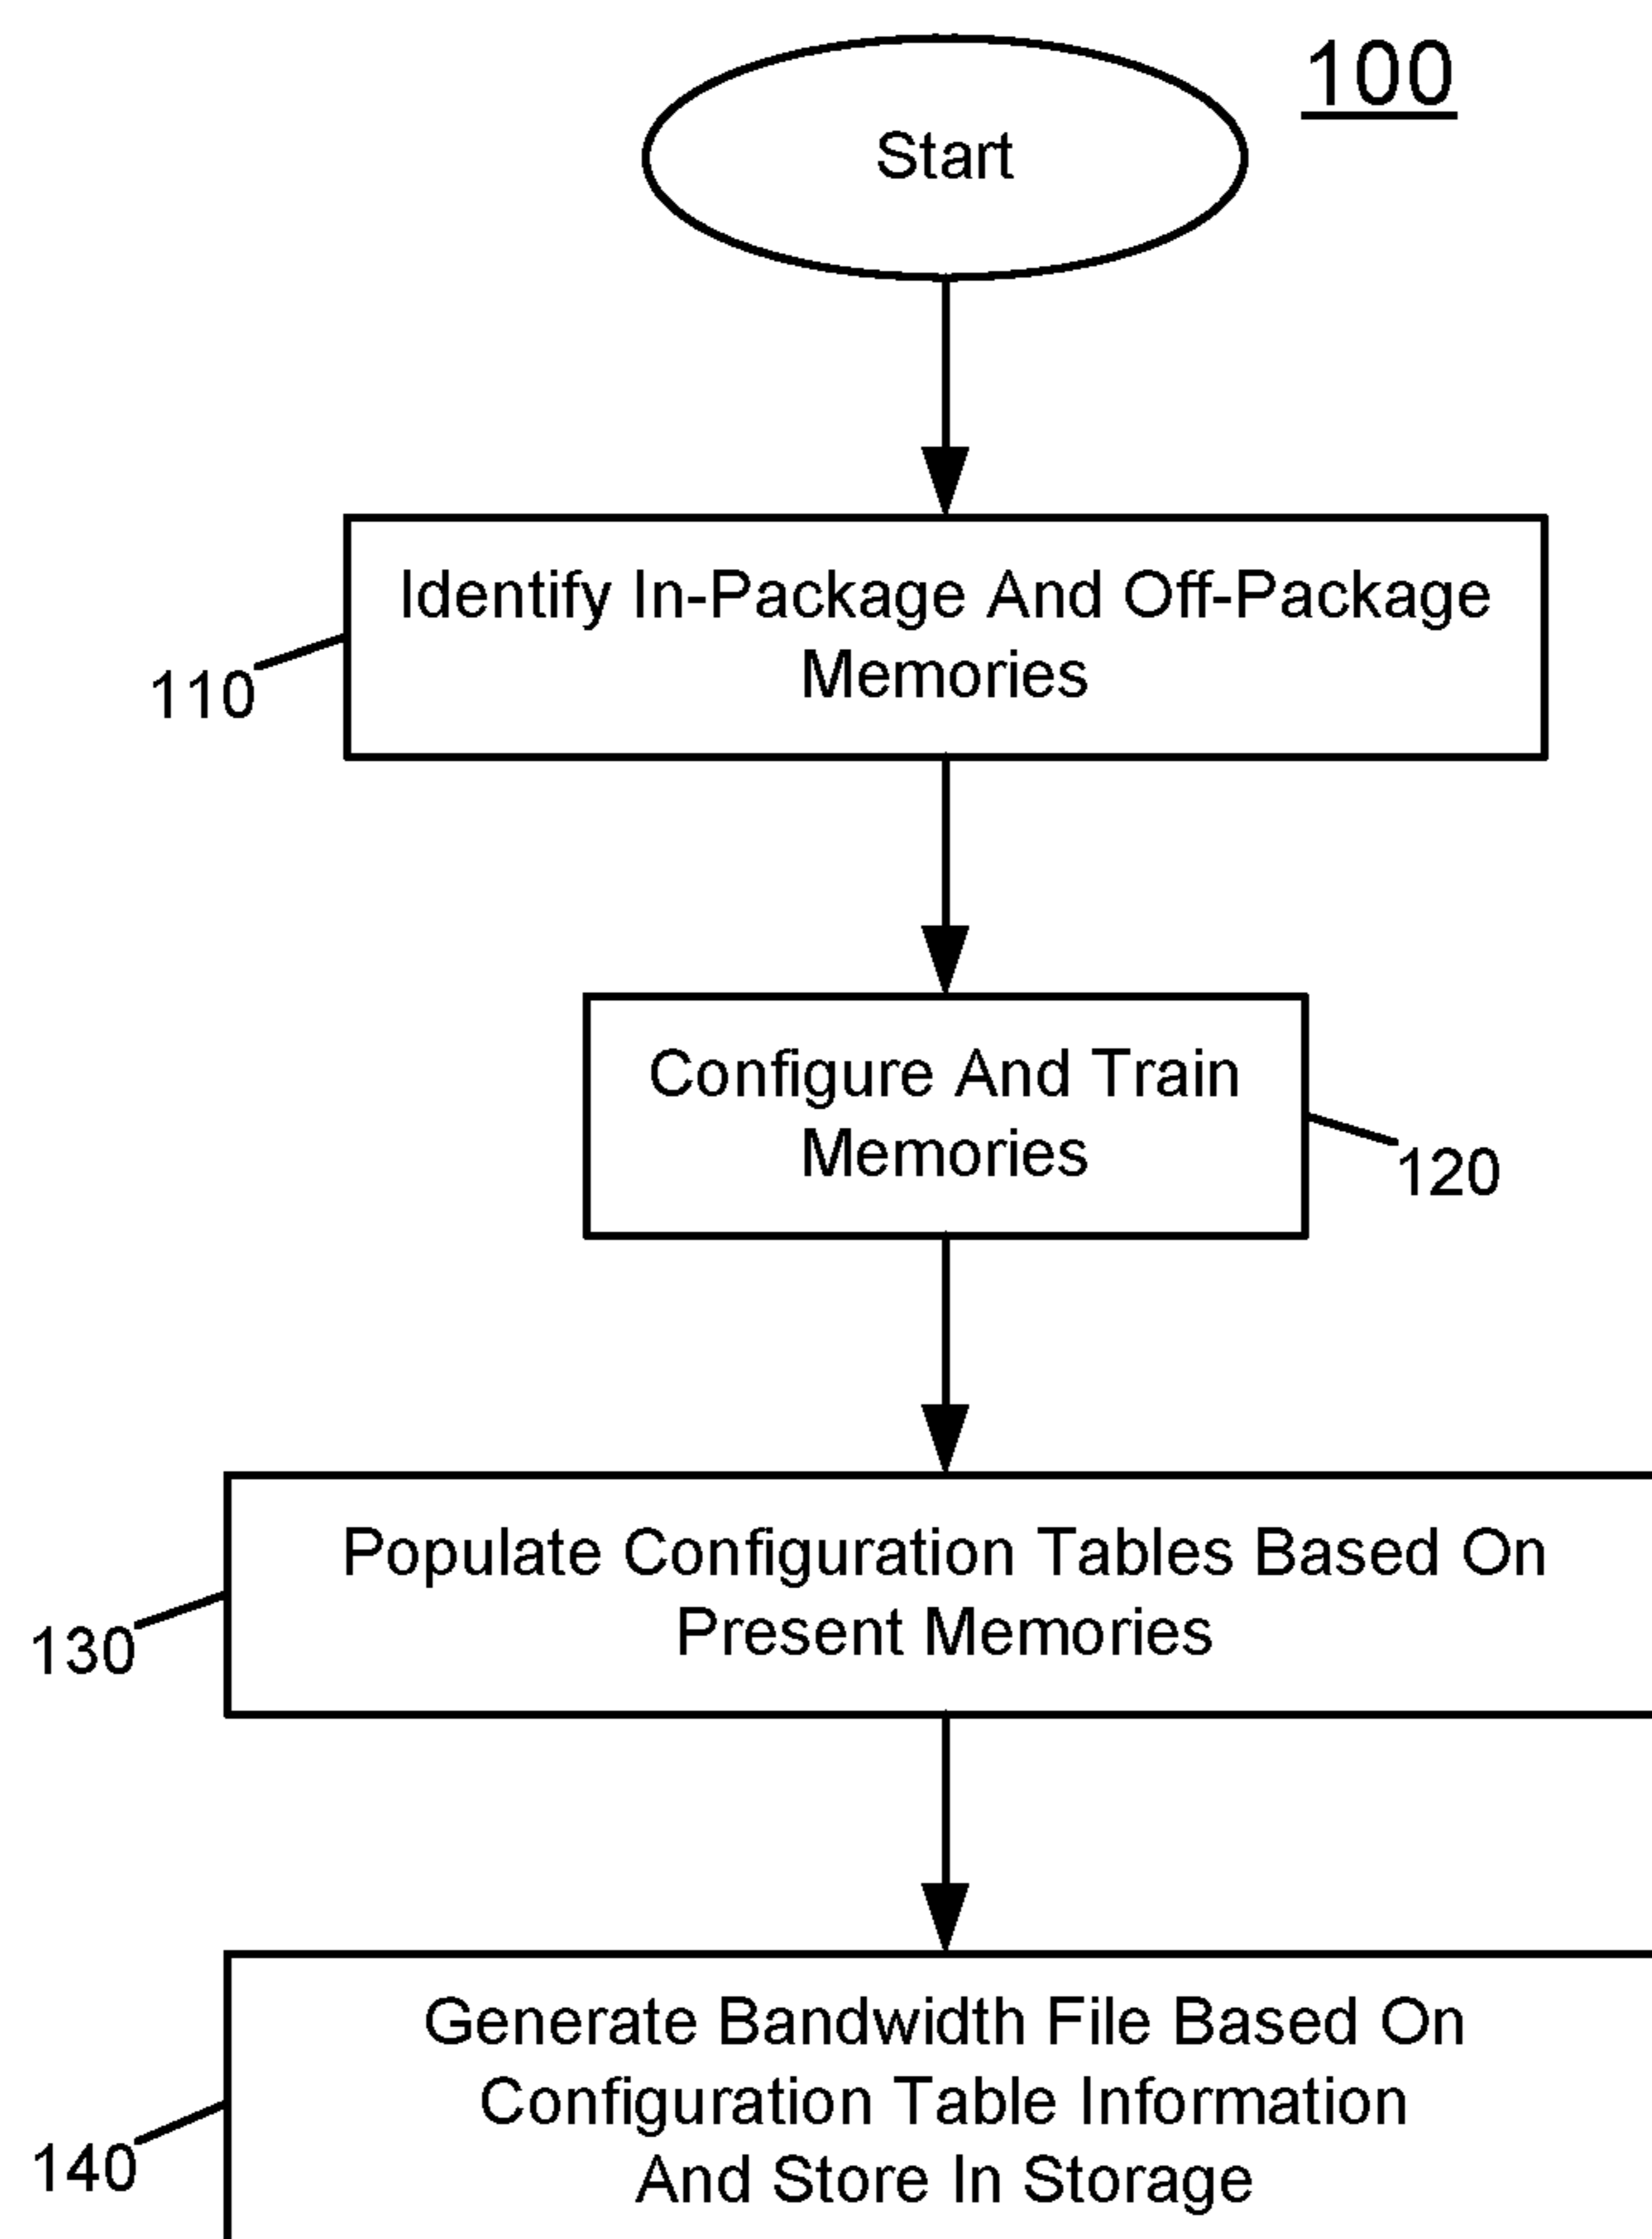 100
Start
Identify In-Package And Off-Package
Memories
110
Configure And Train
Memories
120
Populate Configuration Tables Based On
Present Memories
130
Generate Bandwidth File Based On
Configuration Table Information
And Store In Storage
140